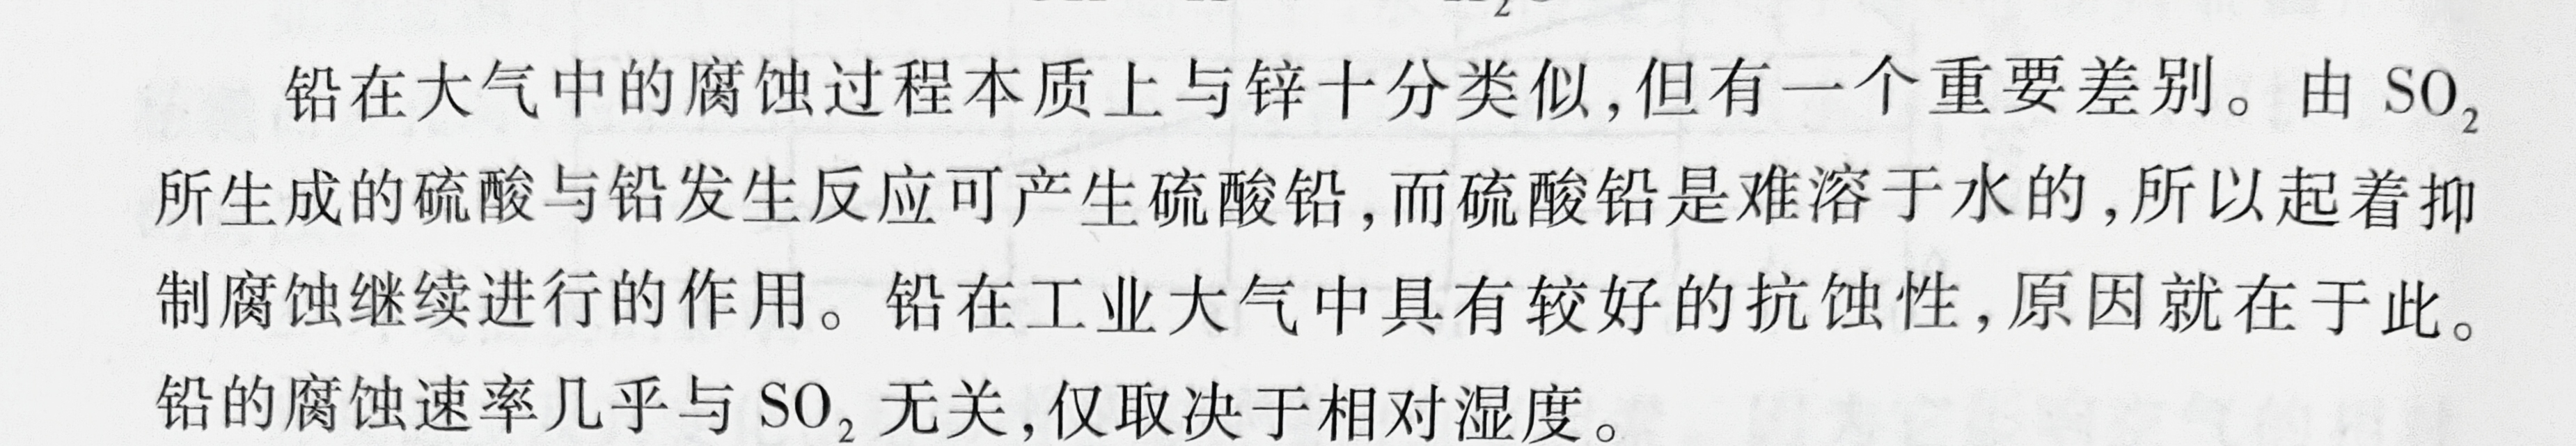 铅在大气中的腐蚀过程本质上与锌十分类似,但有一个重要差别。由 SO₂
所生成的硫酸与铅发生反应可产生硫酸铅,而硫酸铅是难溶于水的,所以起着抑
制腐蚀继续进行的作用。铅在工业大气中具有较好的抗蚀性,原因就在于此。
铅的腐蚀速率几乎与 SO₂ 无关,仅取决于相对湿度。